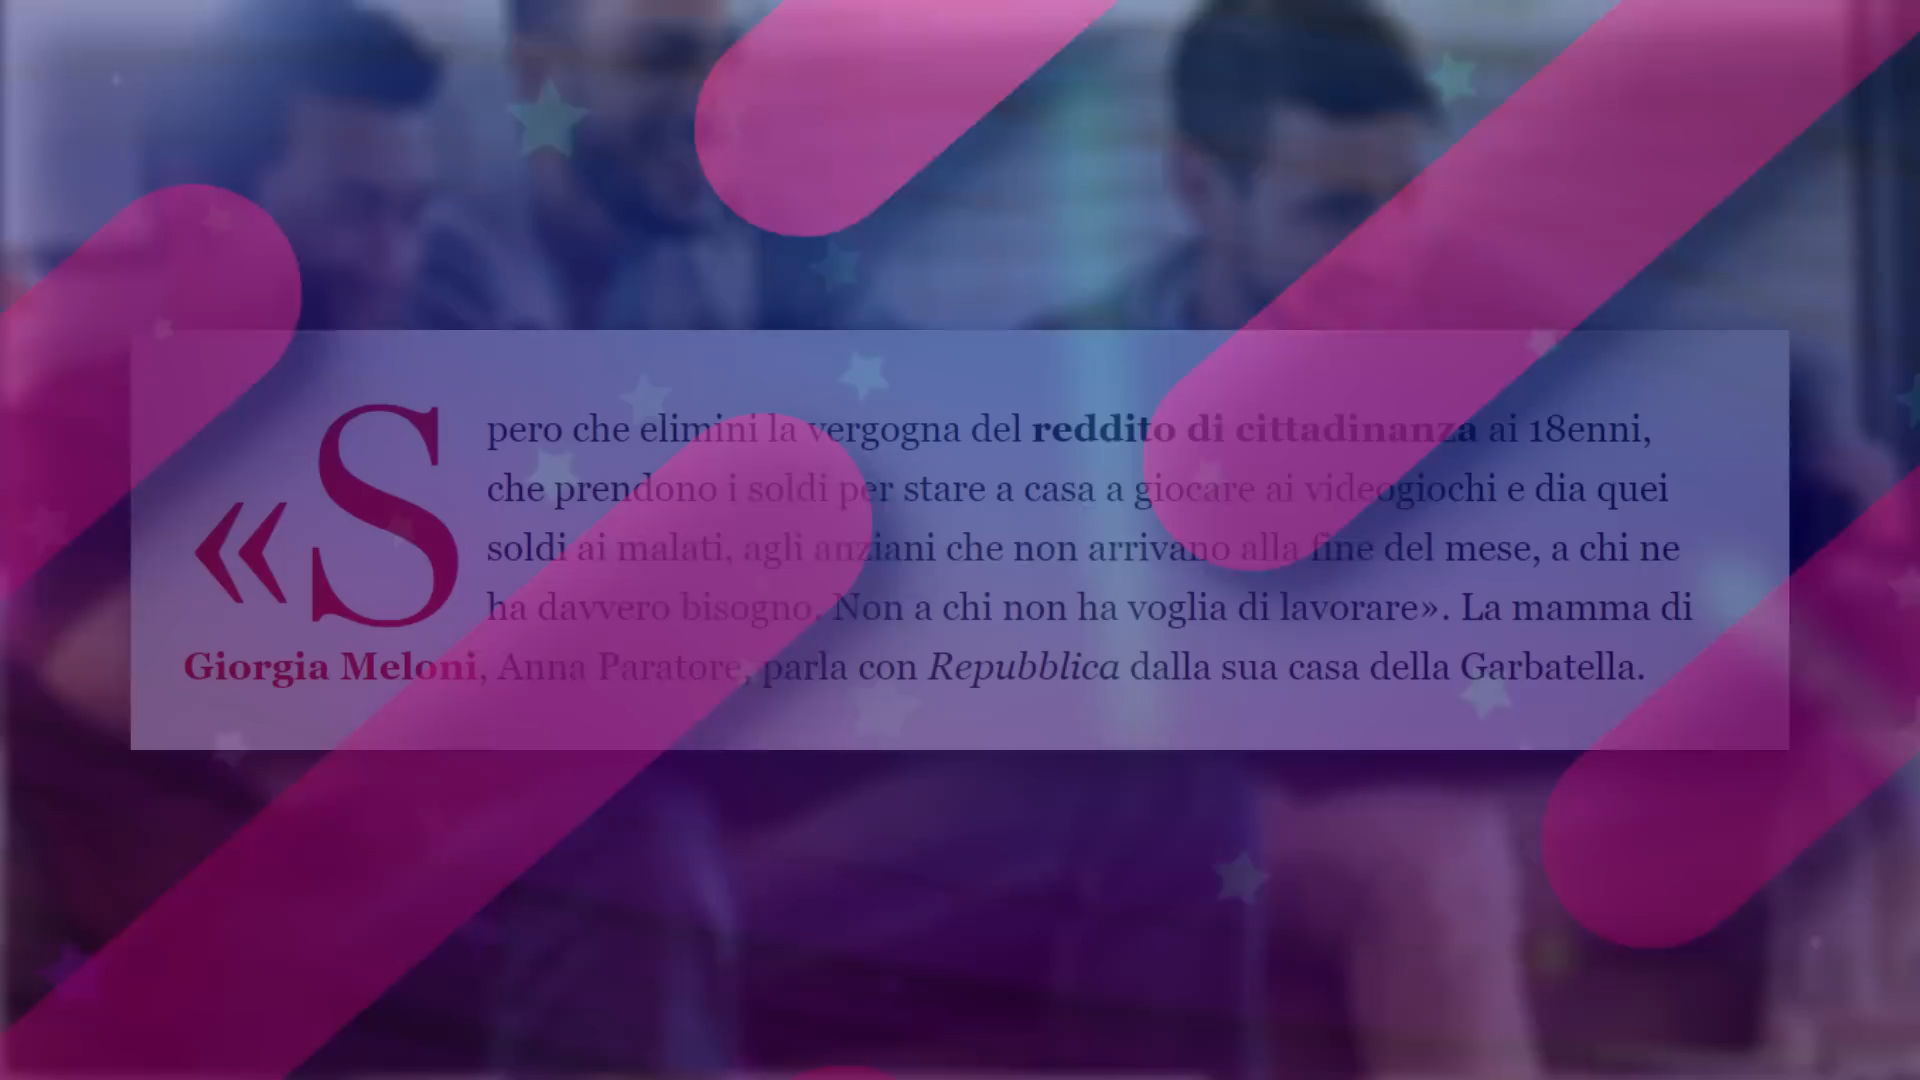 «Spero che elimini la vergogna del reddito di cittadinanza ai 18enni,
che prendono i soldi per stare a casa a giocare ai videogiochi e dia quei
soldi ai malati, agli anziani che non arrivano alla fine del mese, a chi ne
ha davvero bisogno. Non a chi non ha voglia di lavorare». La mamma di
Giorgia Meloni, Anna Paratore, parla con Repubblica dalla sua casa della Garbatella.